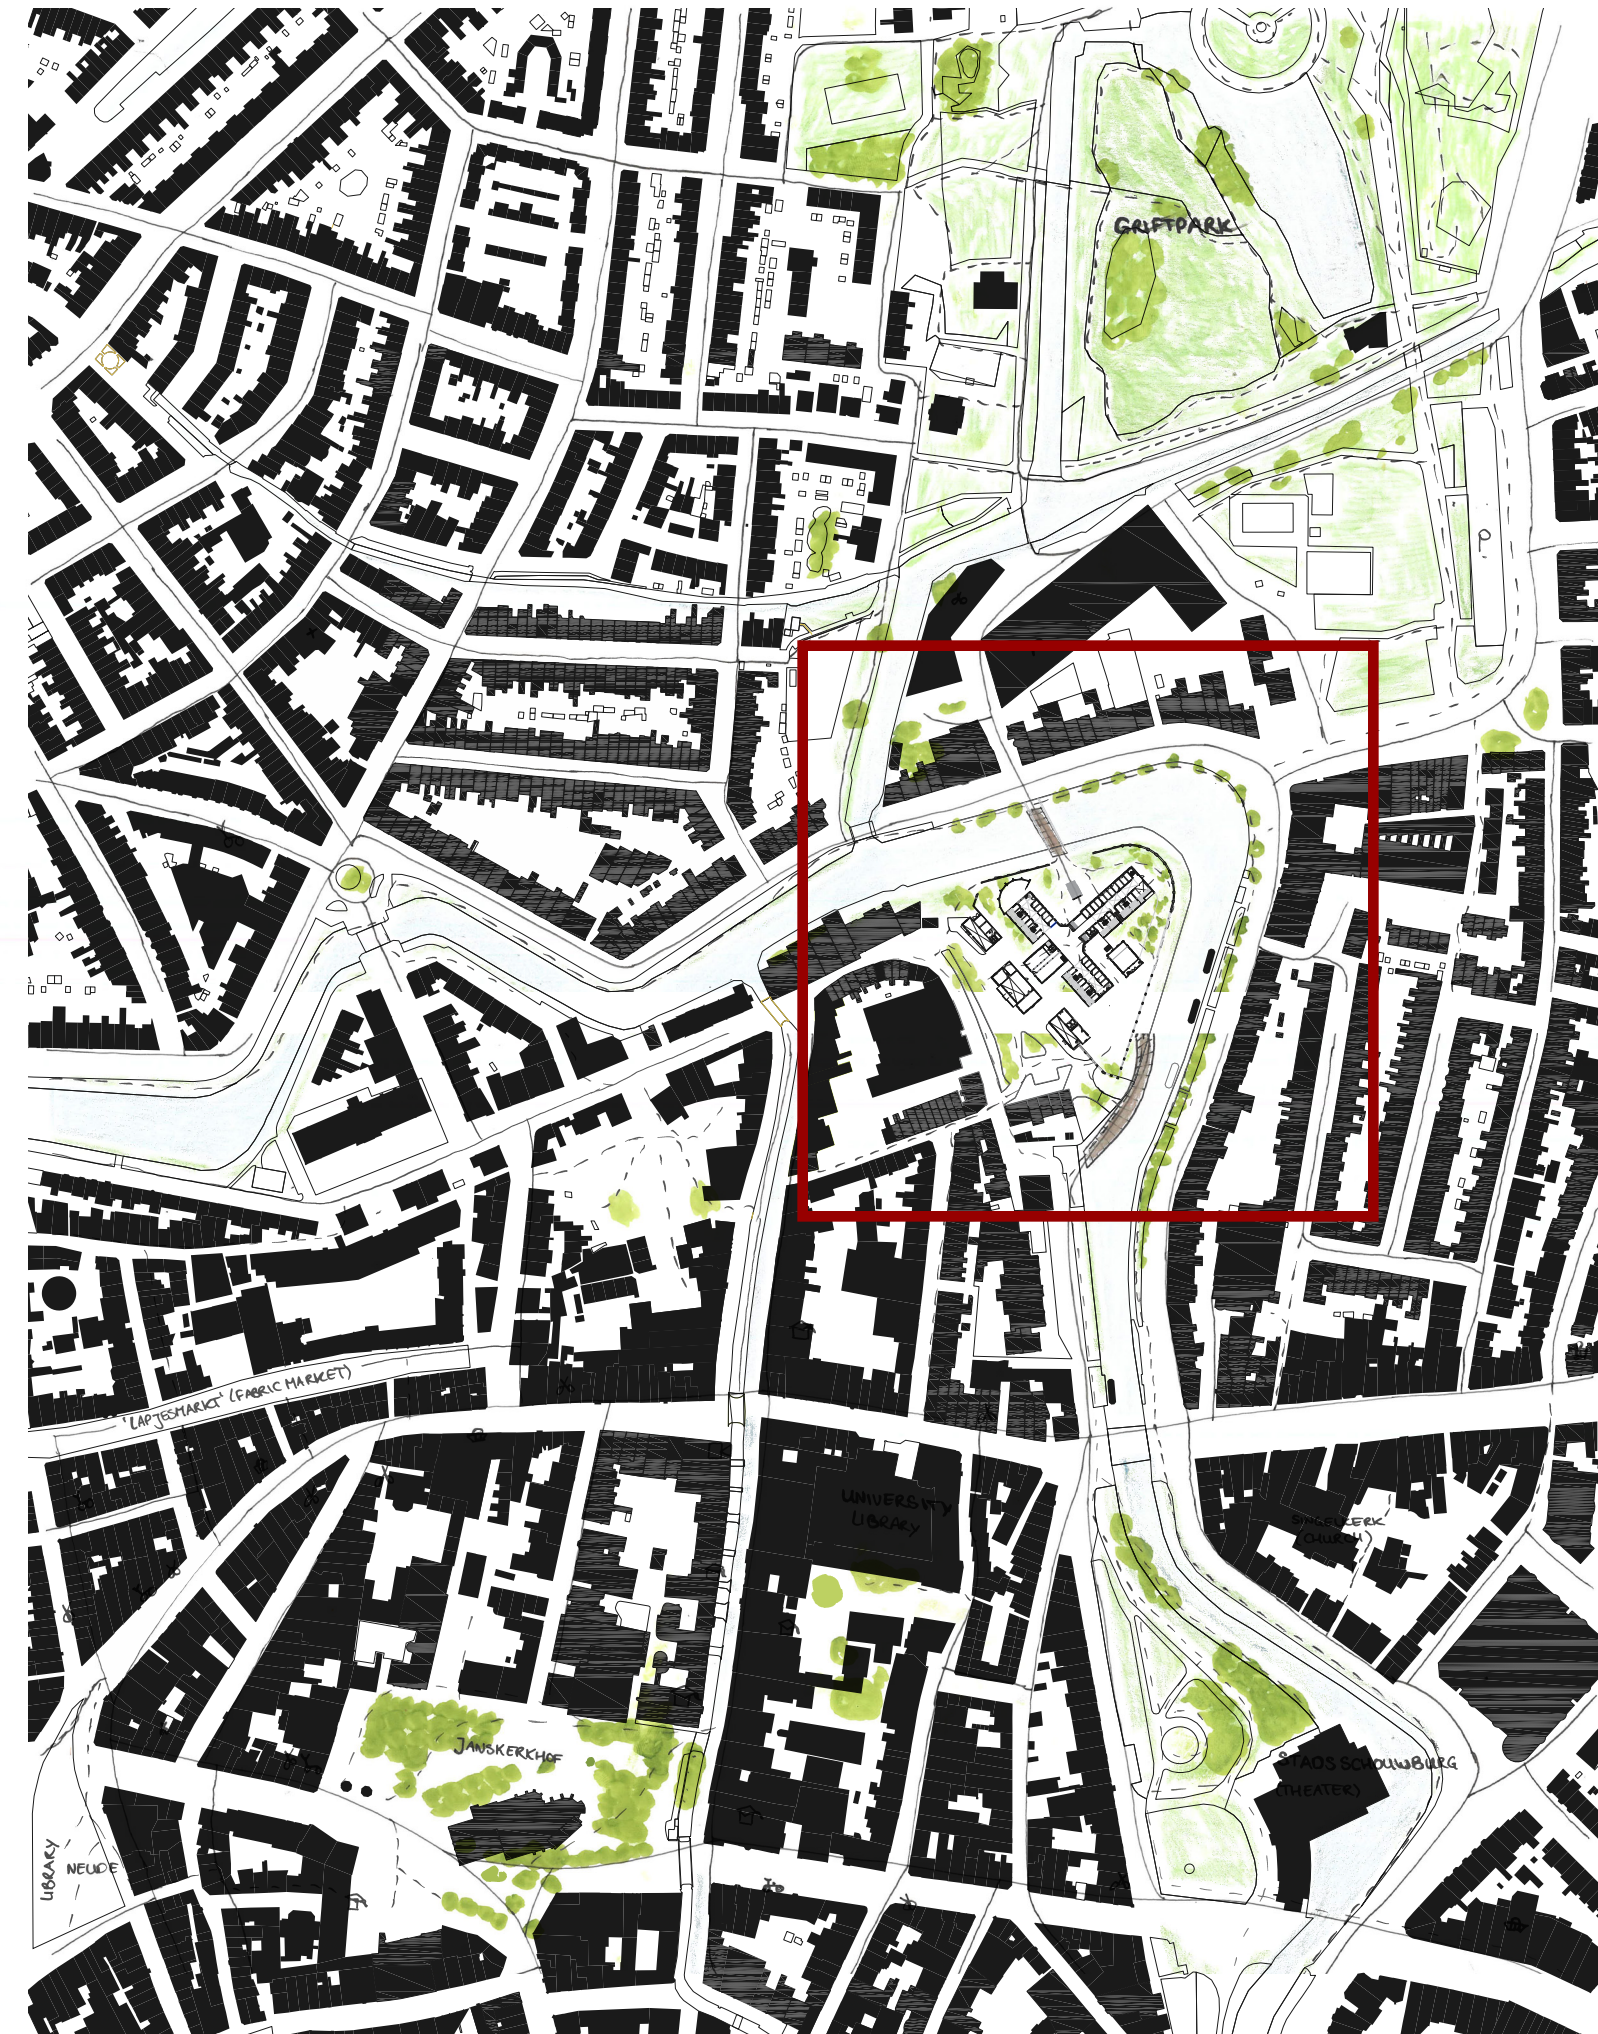 GRIFTPARK
'LAPJESMARKT' (FABRIC MARKET)
UNIVERSITY
LIBRARY
SINGELKERK
(CHURCH)
JANSKERKHOF
STADSSCHOUWBURG
(THEATER)
LIBRARY
NEUDE